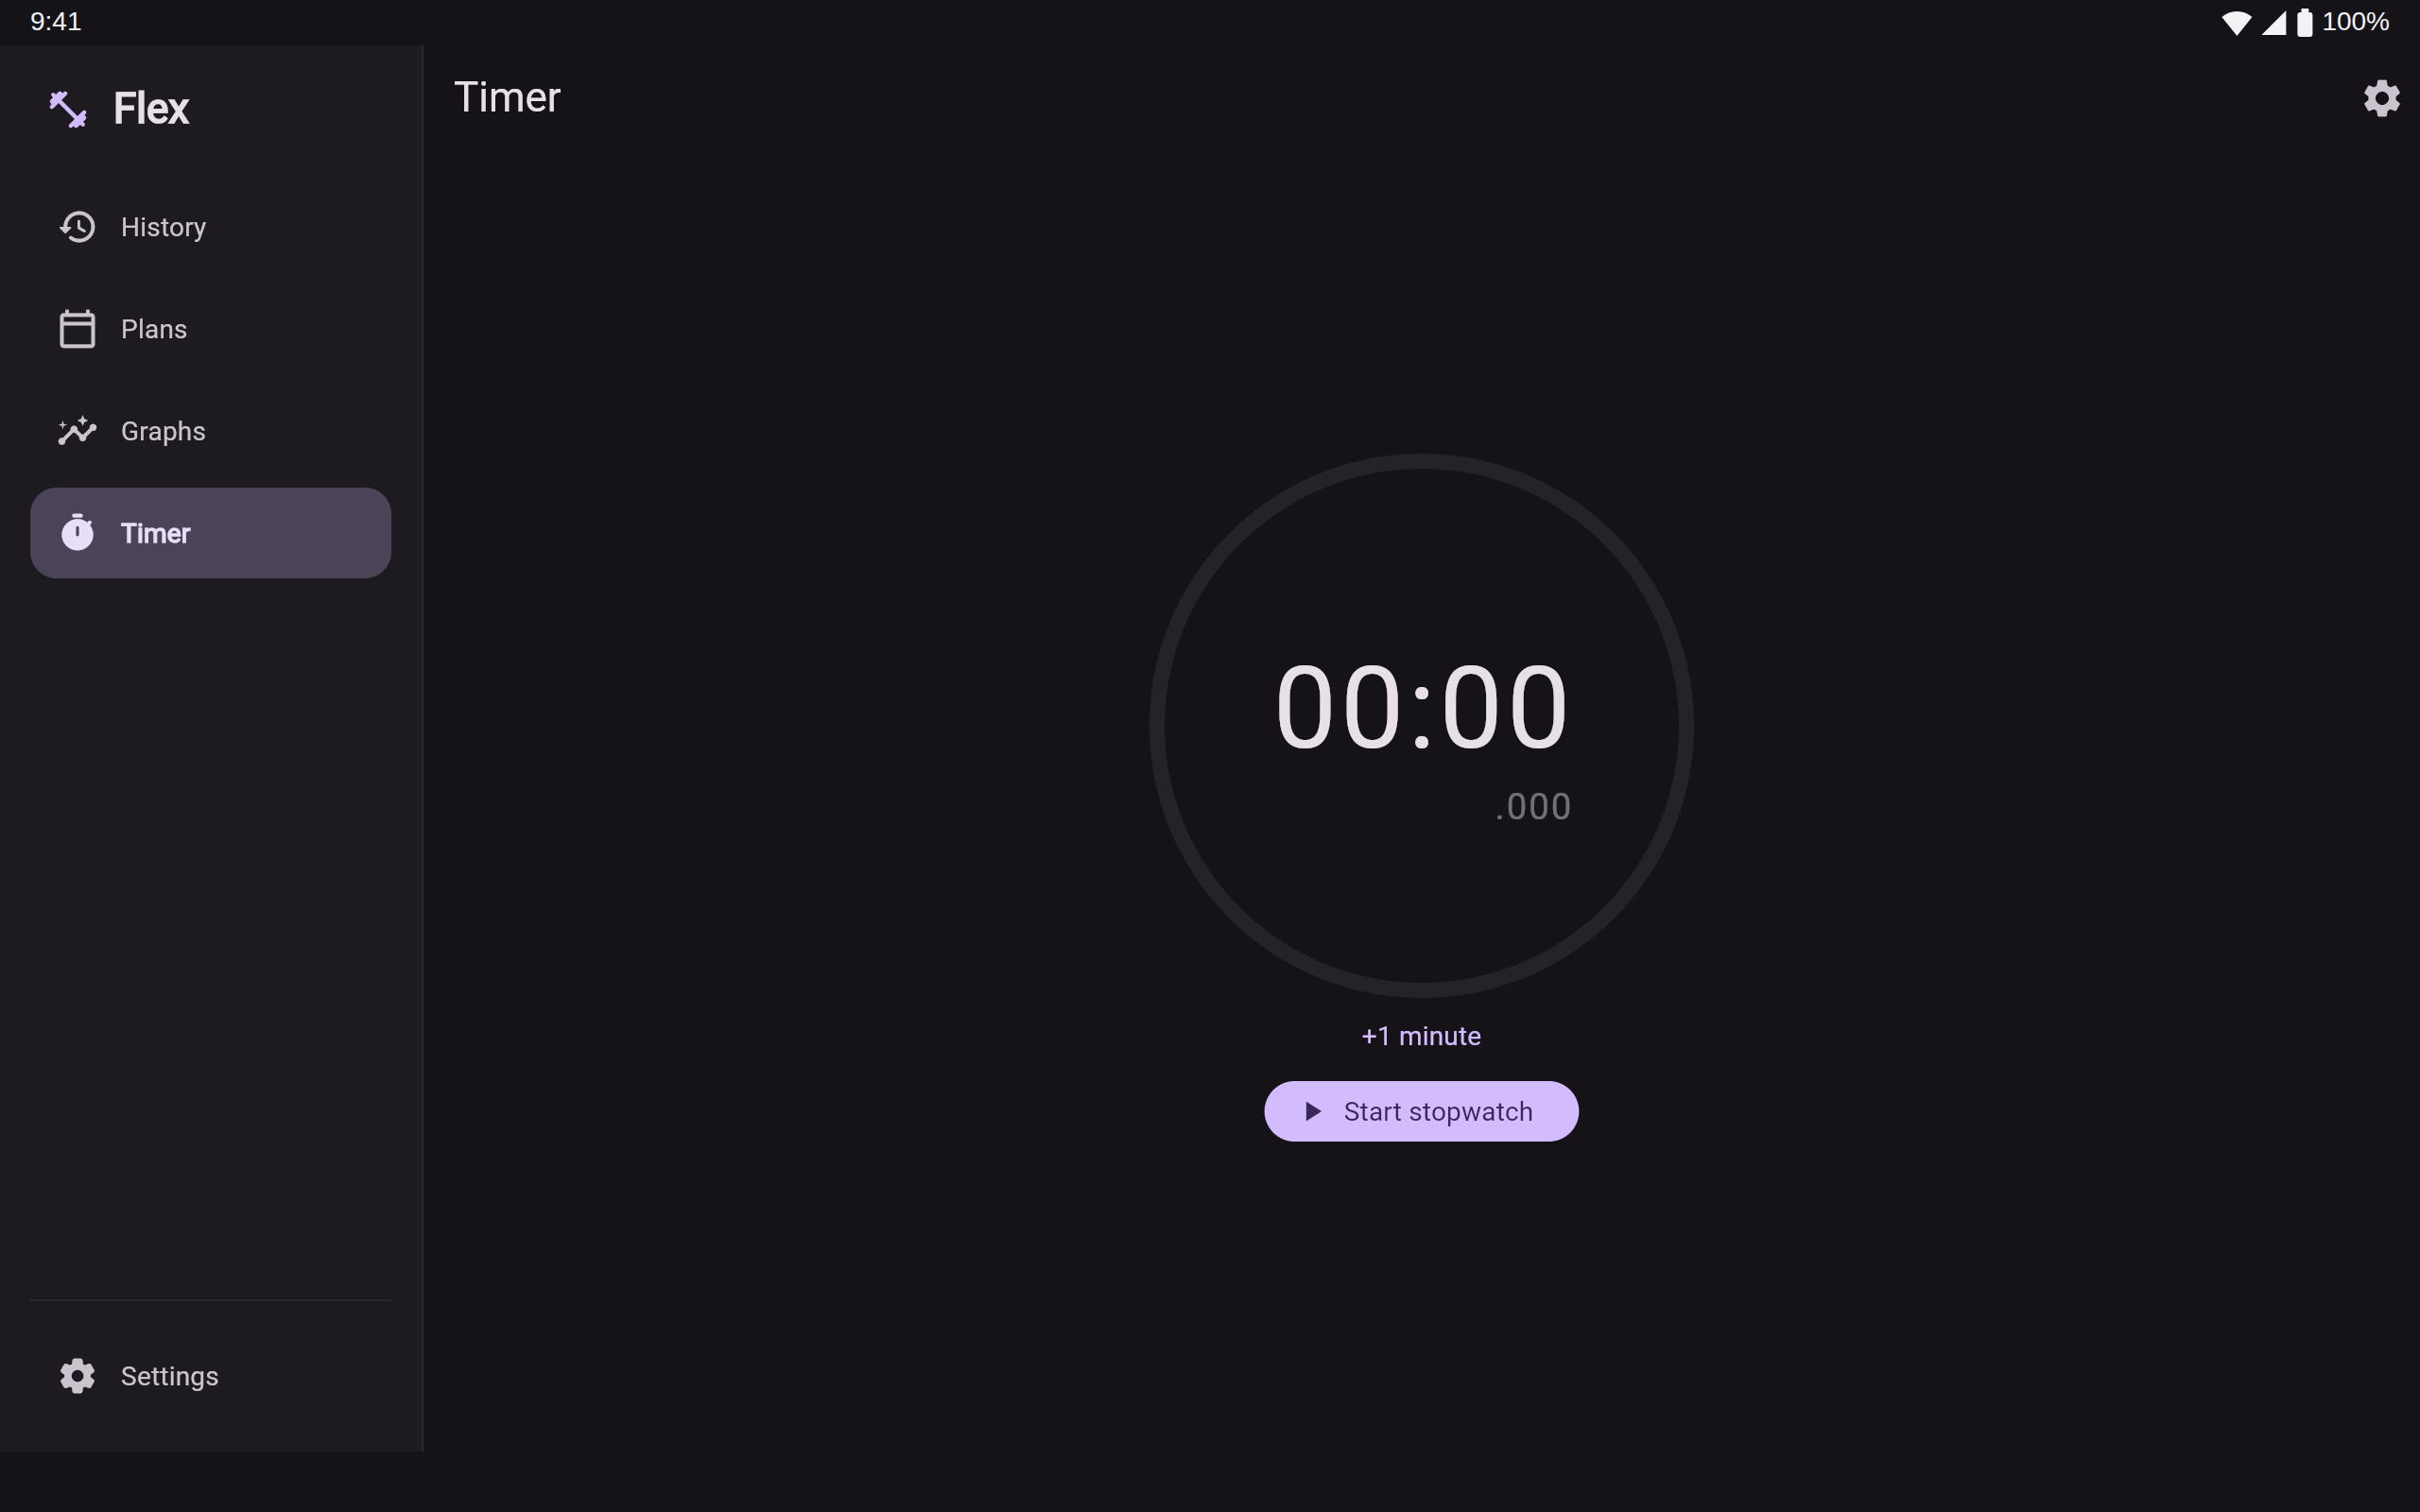 9:41
100%
Flex
Timer
History
Plans
Graphs
Timer
00:00
.000
+1 minute
Start stopwatch
Settings